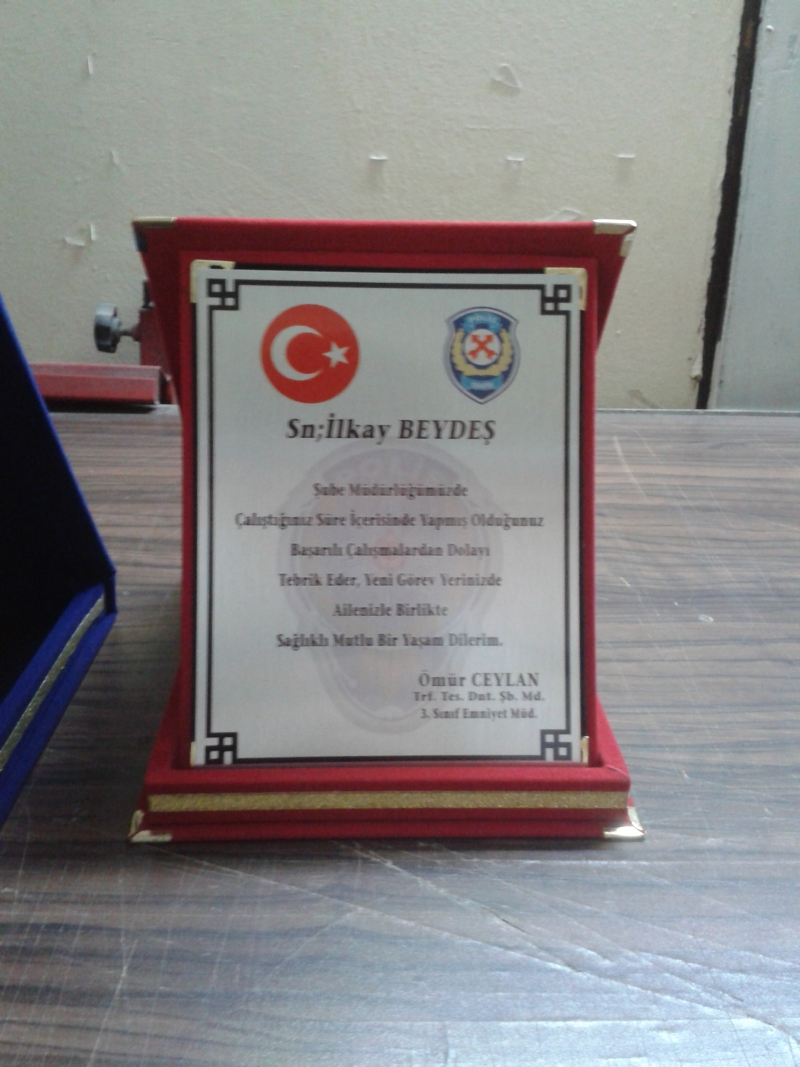 Sn;İlkay BEYDEŞ
Şube Müdürlüğümüzde
Çalıştığınız Süre İçerisinde Yapmış Olduğunuz
Başarılı Çalışmalardan Dolayı
Tebrik Eder, Yeni Görev Yerinizde
Ailenizle Birlikte
Sağlıklı Mutlu Bir Yaşam Dilerim.
Ömür CEYLAN
Trf. Tes. Dnt. Şb. Md.
3. Sınıf Emniyet Müd.